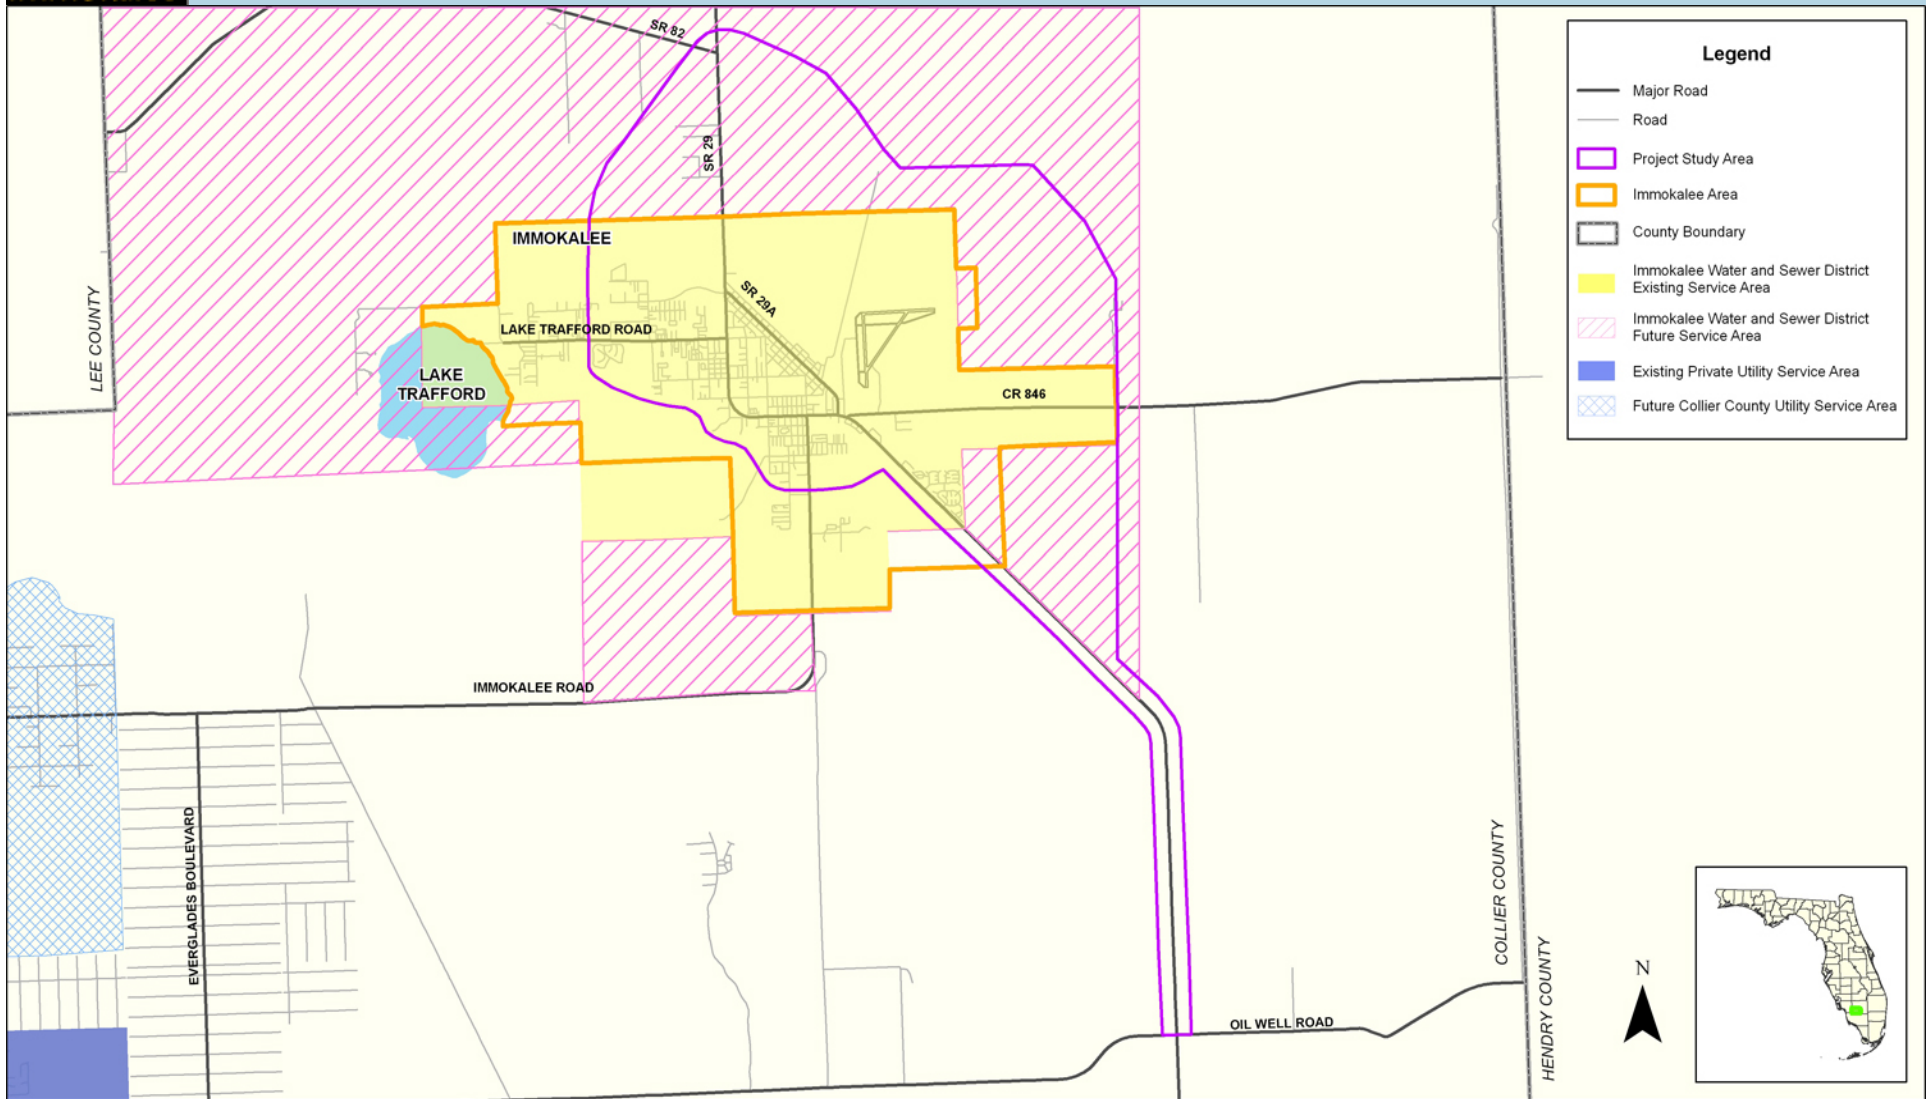 SR 82
SR 29
IMMOKALEE
SR 29A
LAKE TRAFFORD ROAD
LAKE
TRAFFORD
CR 846
LEE COUNTY
IMMOKALEE ROAD
EVERGLADES BOULEVARD
OIL WELL ROAD
COLLIER COUNTY
HENDRY COUNTY
Legend
Major Road
Road
Project Study Area
Immokalee Area
County Boundary
Immokalee Water and Sewer District
Existing Service Area
Immokalee Water and Sewer District
Future Service Area
Existing Private Utility Service Area
Future Collier County Utility Service Area
N